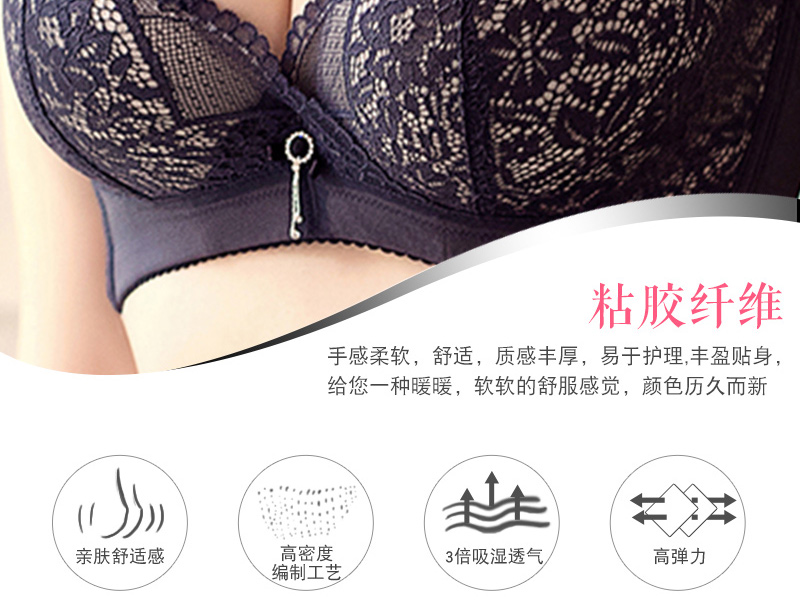 粘胶纤维
手感柔软，舒适，质感丰厚，易于护理,丰盈贴身，
给您一种暖暖，软软的舒服感觉，颜色历久而新
亲肤舒适感
高密度
编制工艺
3倍吸湿透气
高弹力